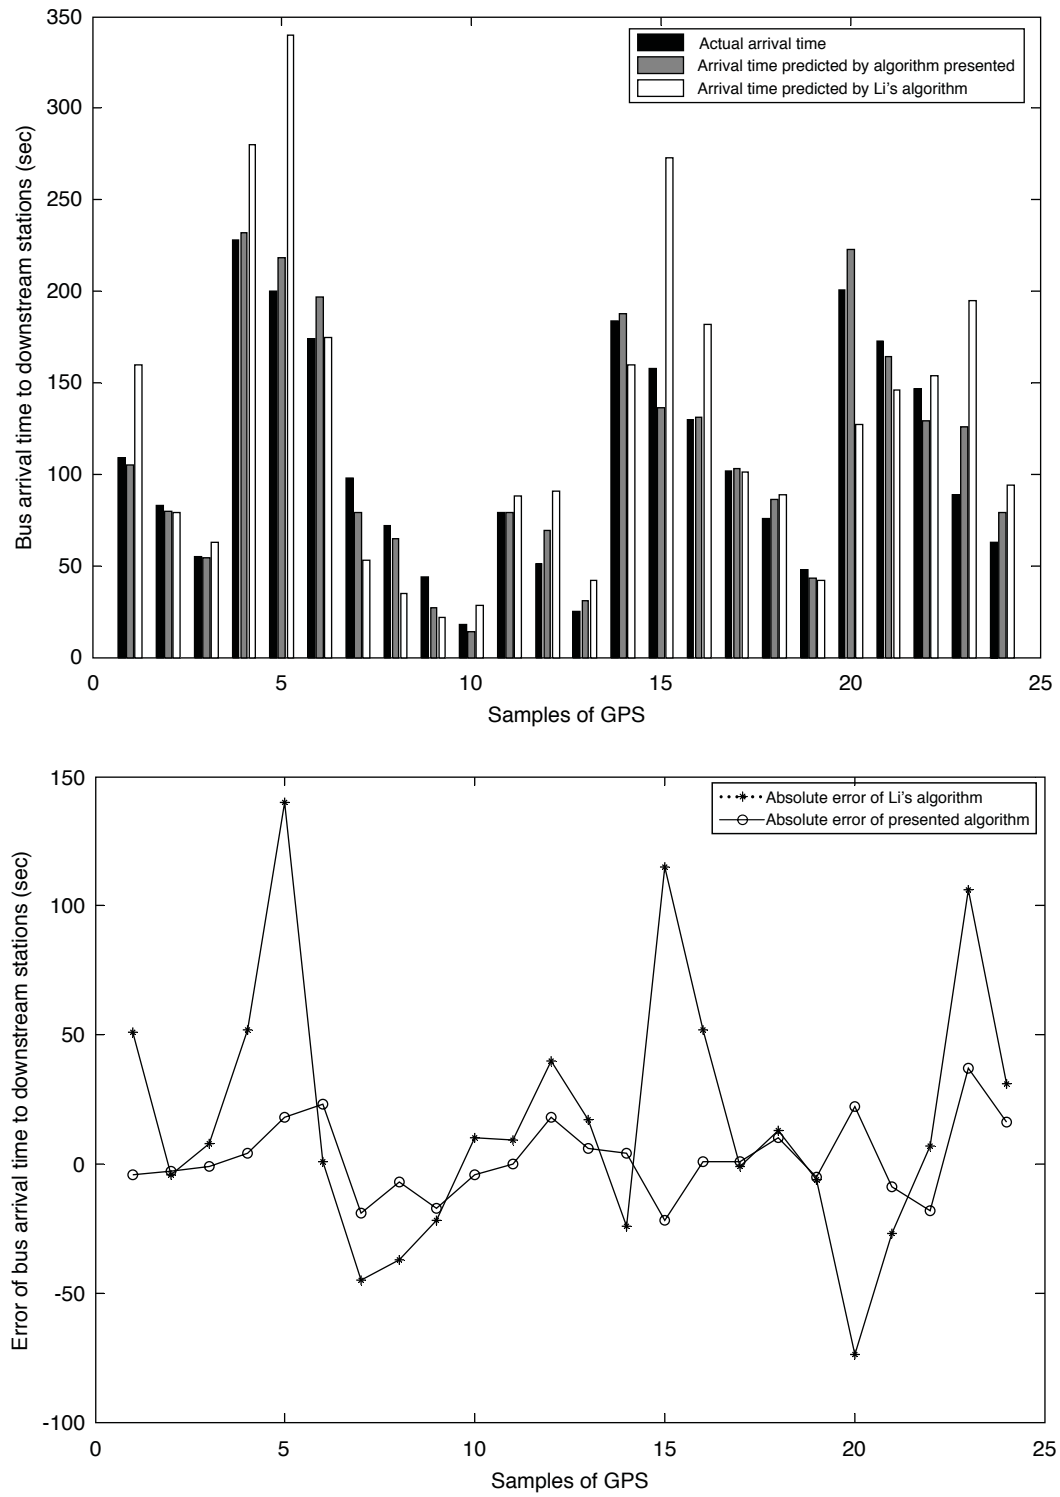 350
300
250
200
150
100
50
0
Bus arrival time to downstream stations (sec)
Actual arrival time
Arrival time predicted by algorithm presented
Arrival time predicted by Li's algorithm
0 5 10 15 20 25
Samples of GPS
150
100
50
0
-50
-100
Error of bus arrival time to downstream stations (sec)
Absolute error of Li's algorithm
Absolute error of presented algorithm
0 5 10 15 20 25
Samples of GPS